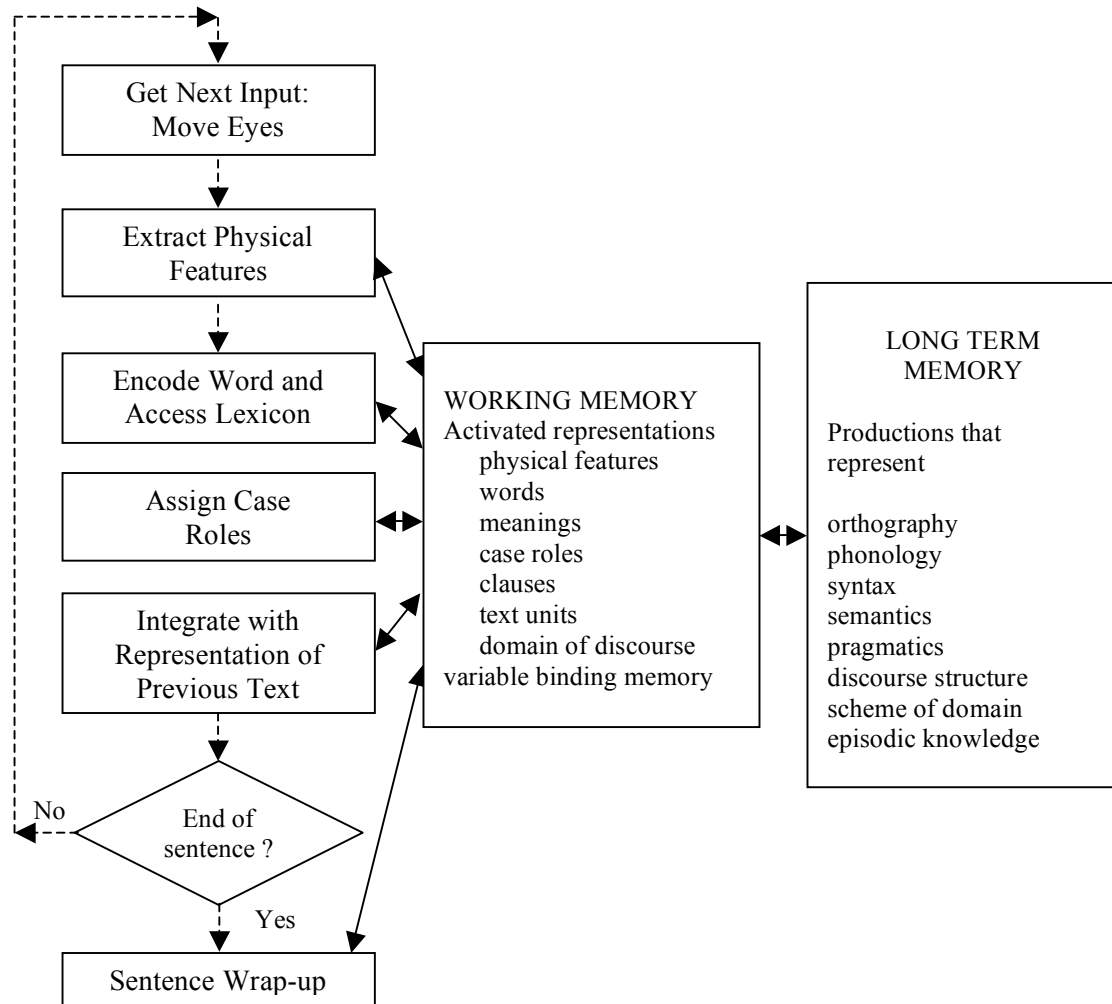 Get Next Input:
Move Eyes
Extract Physical
Features
Encode Word and
Access Lexicon
Assign Case
Roles
Integrate with
Representation of
Previous Text
No
End of
sentence ?
Yes
Sentence Wrap-up
WORKING MEMORY
Activated representations
physical features
words
meanings
case roles
clauses
text units
domain of discourse
variable binding memory
LONG TERM
MEMORY
Productions that
represent
orthography
phonology
syntax
semantics
pragmatics
discourse structure
scheme of domain
episodic knowledge